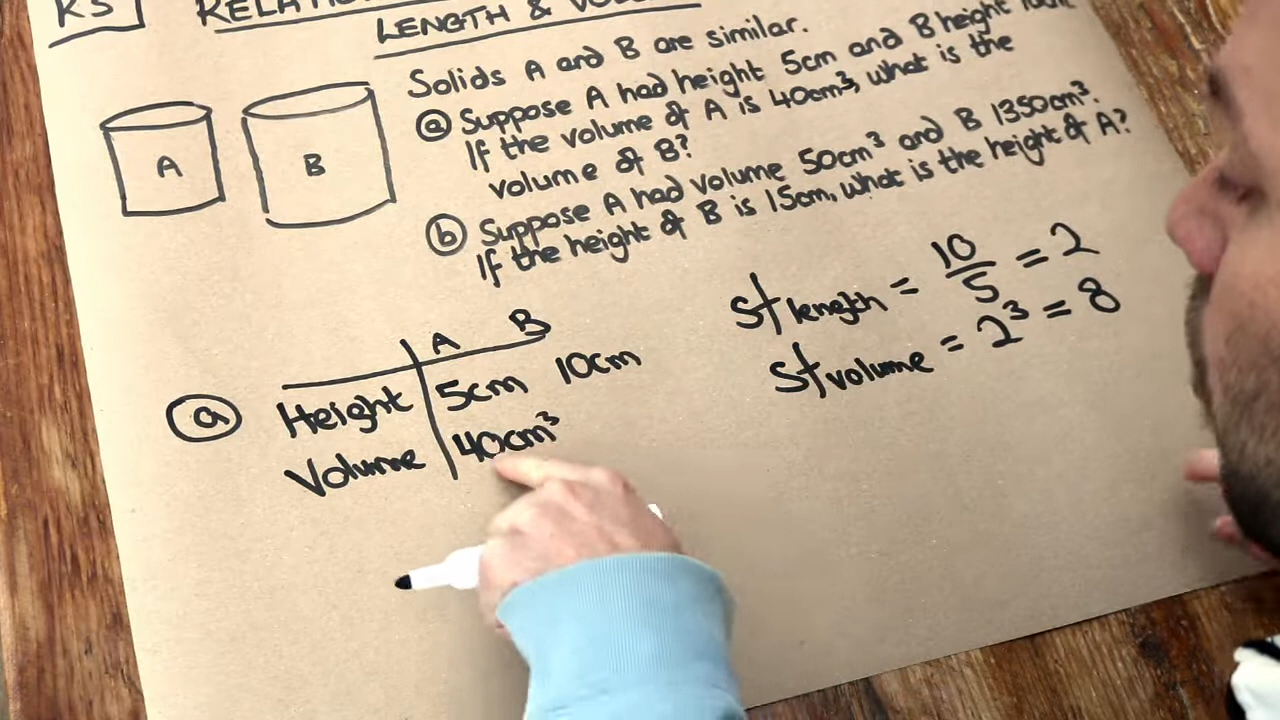 R5
LENGTH &
Solids A and B are similar.
ⓐ Suppose A had height 5cm and B height
If the volume of A is 40cm³, what is the
volume of B?
ⓑ Suppose A had volume 50cm³ and B 1350cm³.
If the height of B is 15cm, what is the height of A?
A
B
sf length = 10/5 = 2
sf volume = 2³ = 8
ⓐ
A B
Height 5cm 10cm
Volume 40cm³